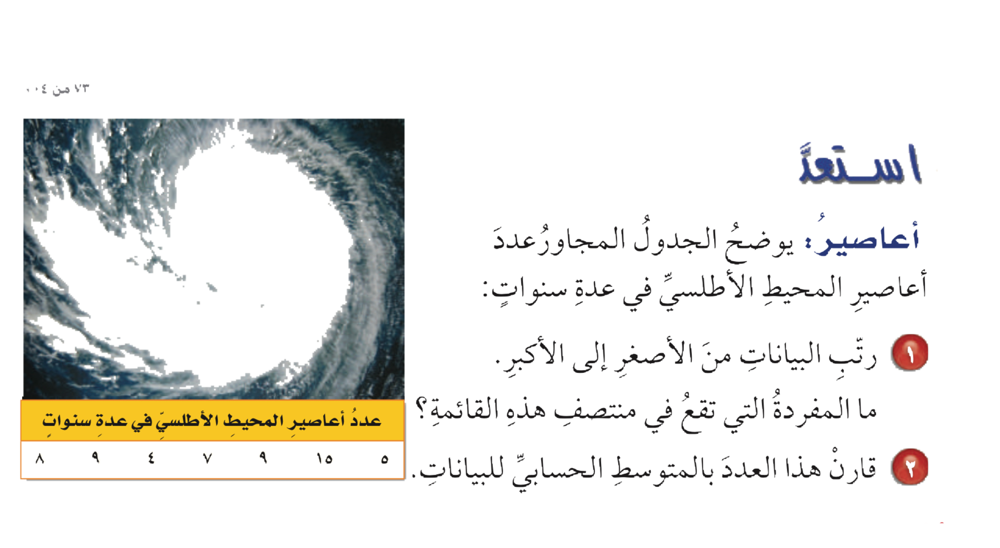 ٧٣ من ٤٠٠
استعدَّ
أعاصيرُ: يوضحُ الجدولُ المجاورُ عددَ
أعاصيرِ المحيطِ الأطلسيِّ في عدةِ سنواتٍ:
١ رتّبِ البياناتِ منَ الأصغرِ إلى الأكبرِ.
ما المفردةُ التي تقعُ في منتصفِ هذهِ القائمةِ؟
٢ قارنْ هذا العددَ بالمتوسطِ الحسابيِّ للبياناتِ.
عددُ أعاصيرِ المحيطِ الأطلسيِّ في عدةِ سنواتٍ
٥ ١٥ ٩ ٧ ٤ ٩ ٨